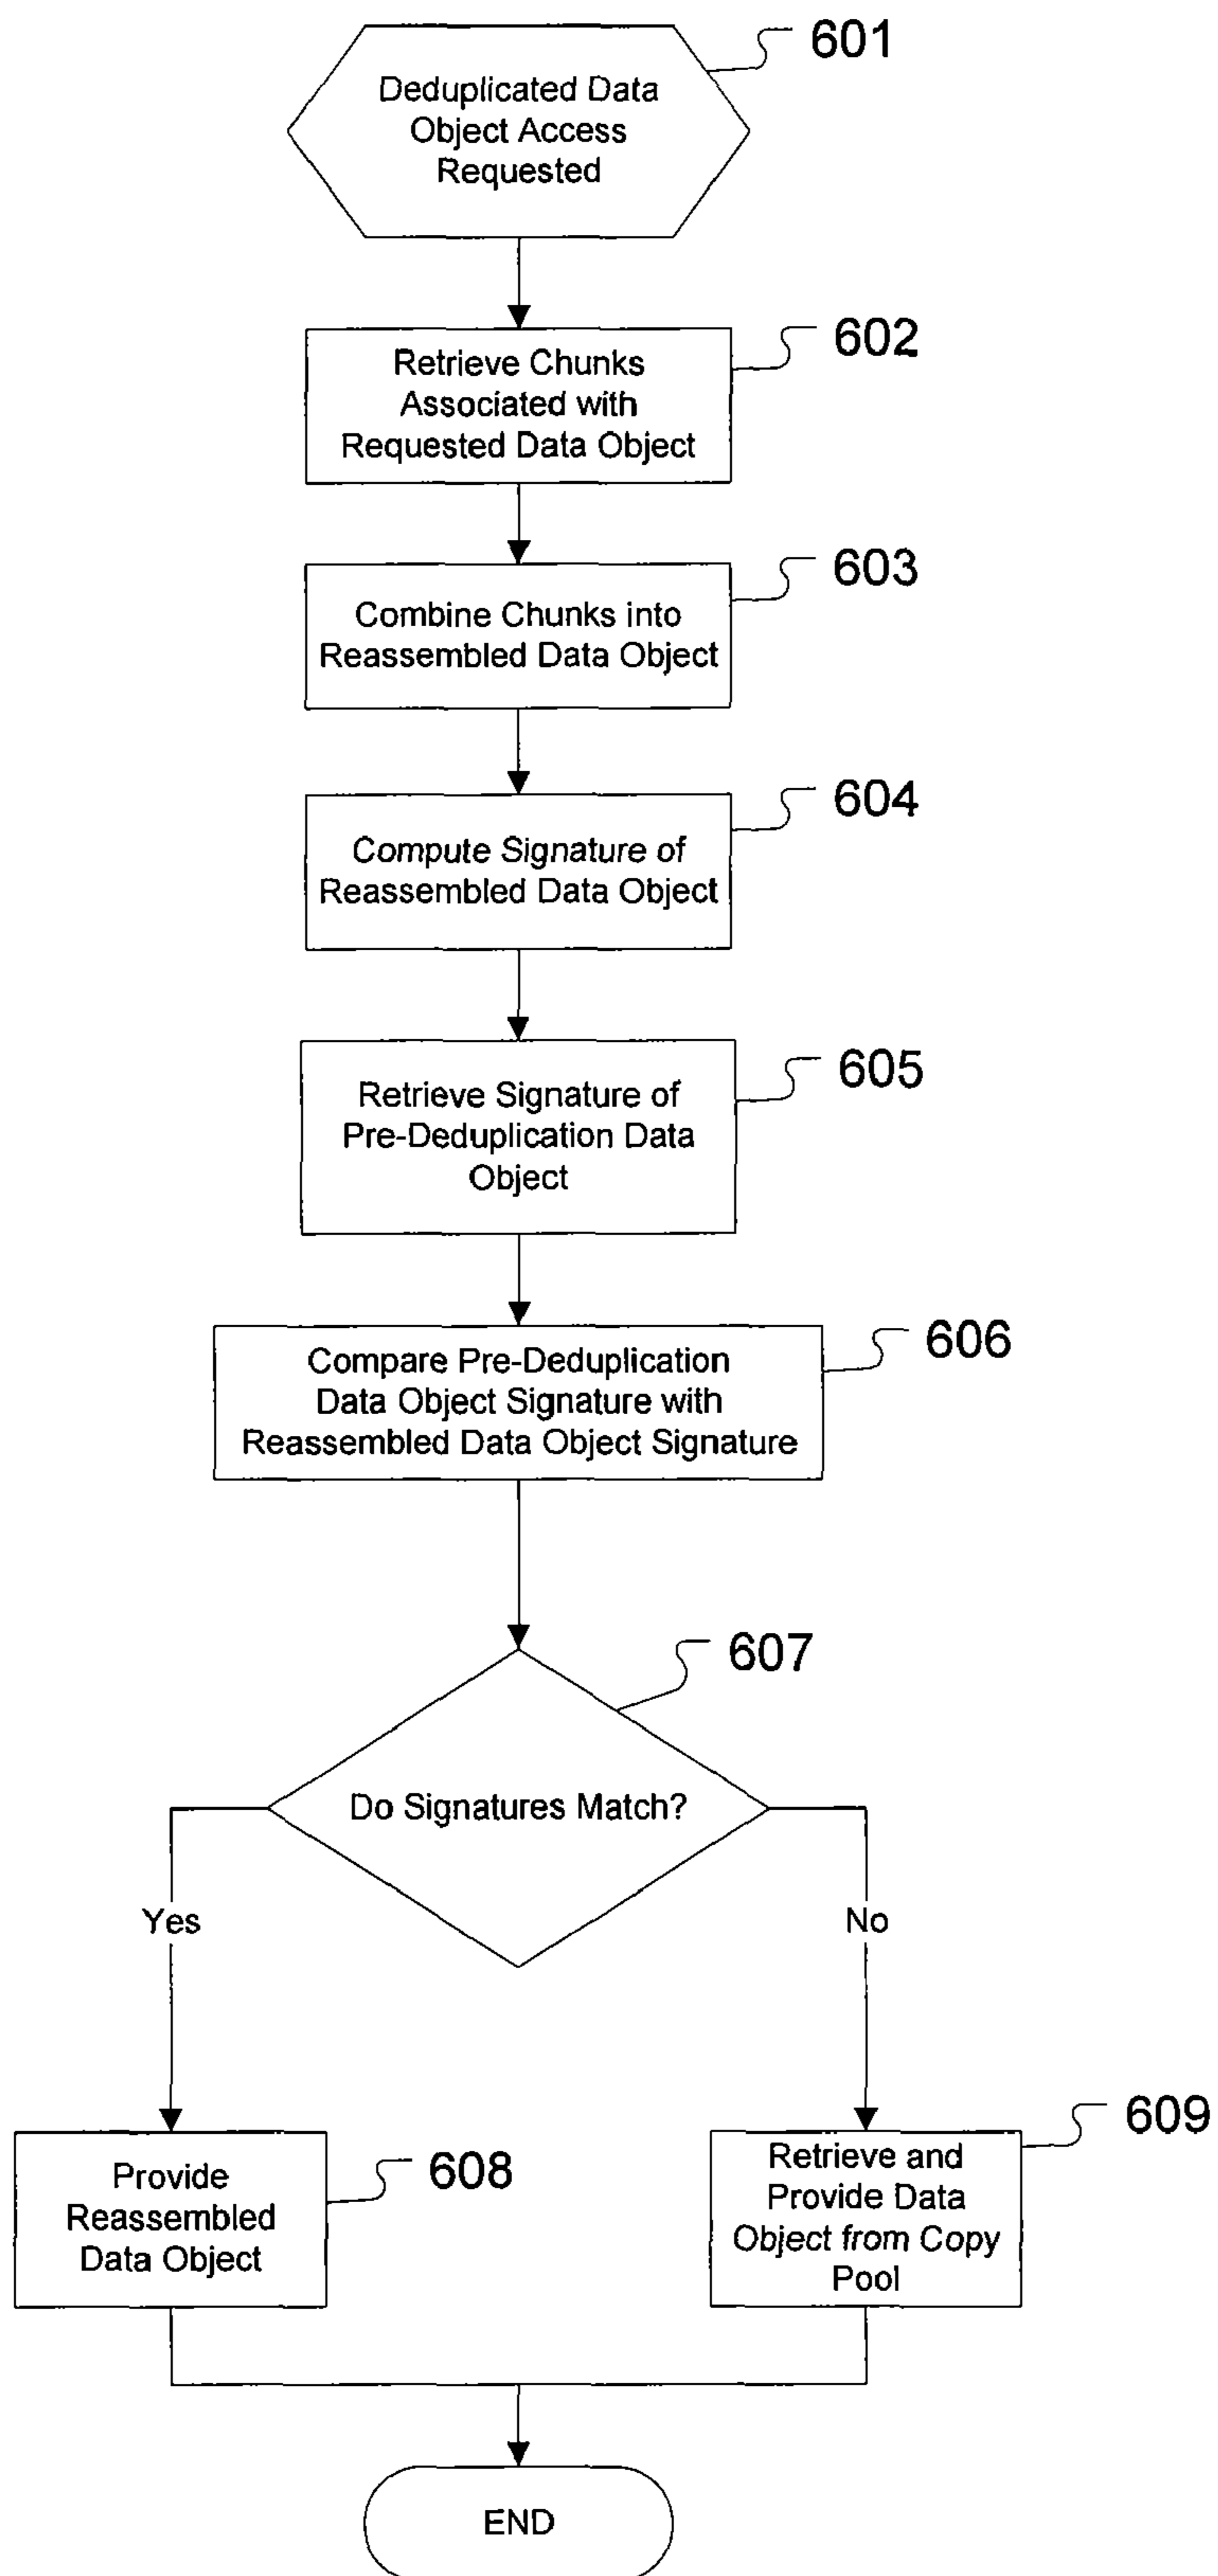 601
Deduplicated Data
Object Access
Requested
602
Retrieve Chunks
Associated with
Requested Data Object
603
Combine Chunks into
Reassembled Data Object
604
Compute Signature of
Reassembled Data Object
605
Retrieve Signature of
Pre-Deduplication Data
Object
606
Compare Pre-Deduplication
Data Object Signature with
Reassembled Data Object Signature
607
Do Signatures Match?
Yes
No
608
Provide
Reassembled
Data Object
609
Retrieve and
Provide Data
Object from Copy
Pool
END